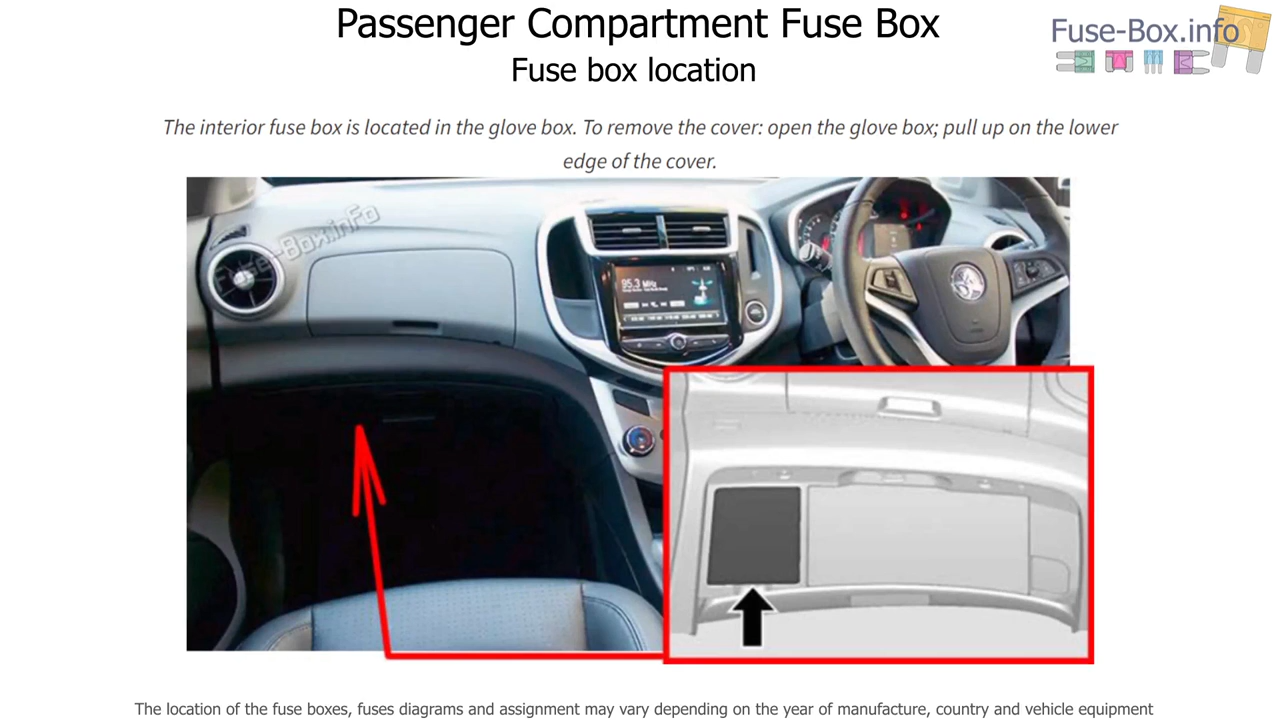 Passenger Compartment Fuse Box
Fuse box location
Fuse-Box.info
The interior fuse box is located in the glove box. To remove the cover: open the glove box; pull up on the lower
edge of the cover.
Fuse-Box.info
95.3 MHz
The location of the fuse boxes, fuses diagrams and assignment may vary depending on the year of manufacture, country and vehicle equipment